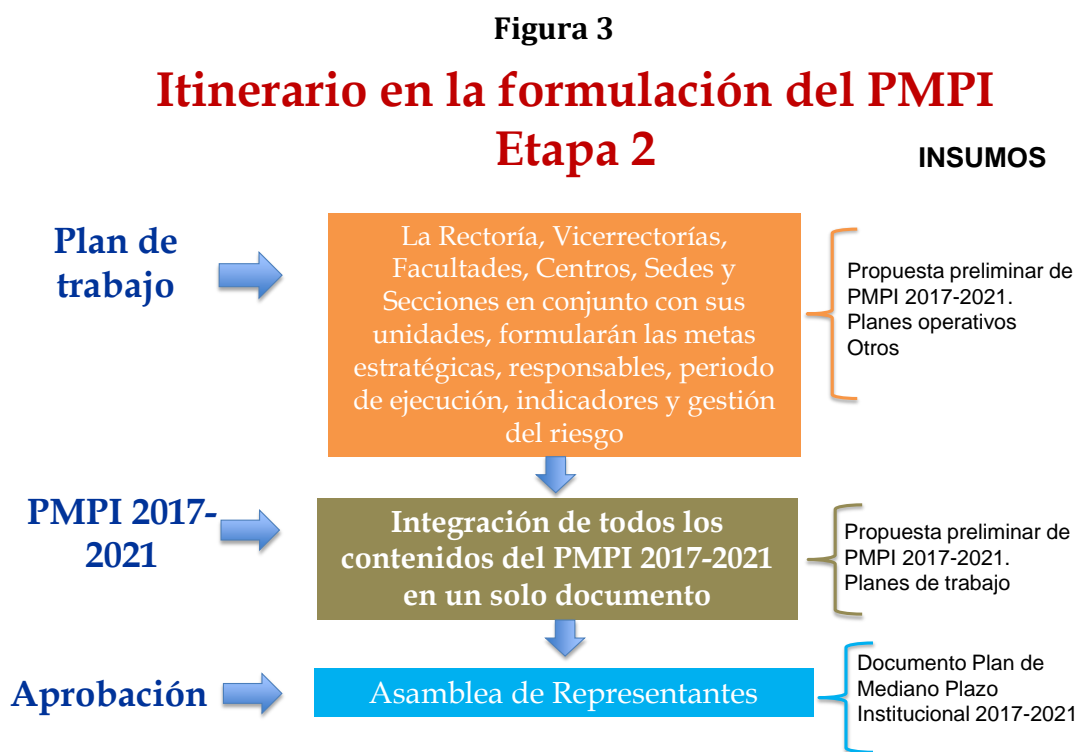 Figura 3
Itinerario en la formulación del PMPI
Etapa 2
INSUMOS
Plan de
trabajo
La Rectoría, Vicerrectorías,
Facultades, Centros, Sedes y
Secciones en conjunto con sus
unidades, formularán las metas
estratégicas, responsables, periodo
de ejecución, indicadores y gestión
del riesgo
Propuesta preliminar de
PMPI 2017-2021.
Planes operativos
Otros
PMPI 2017-
2021
Integración de todos los
contenidos del PMPI 2017-2021
en un solo documento
Propuesta preliminar de
PMPI 2017-2021.
Planes de trabajo
Aprobación
Asamblea de Representantes
Documento Plan de
Mediano Plazo
Institucional 2017-2021